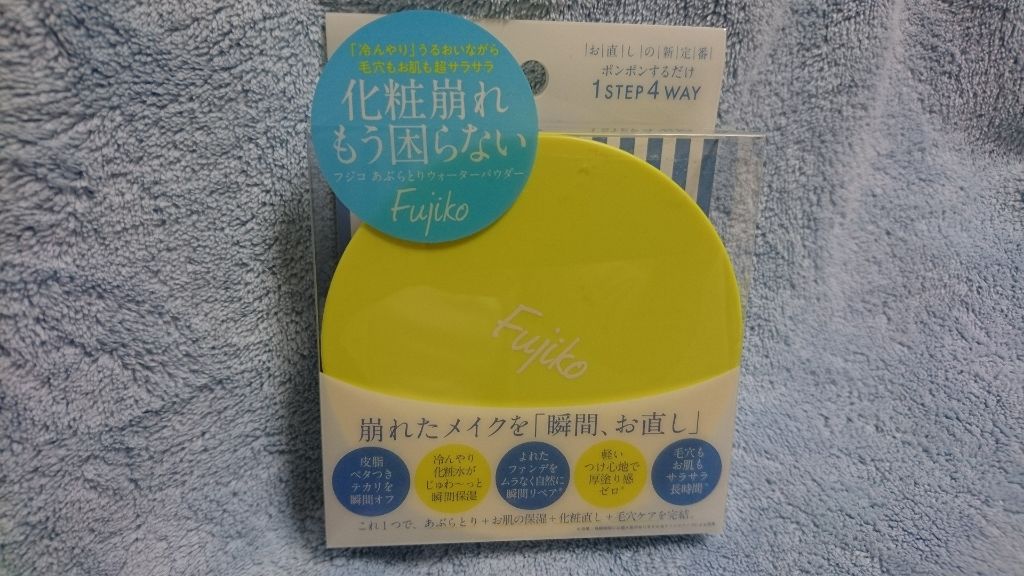 「冷んやり」うるおいながら
毛穴もお肌も超サラサラ
化粧崩れ
もう困らない
フジコ あぶらとりウォーターパウダー
Fujiko
お直しの新定番
ポンポンするだけ
1STEP 4 WAY
Fujiko
崩れたメイクを「瞬間、お直し」
皮脂
ベタつき
テカリを
瞬間オフ
冷んやり
化粧水が
じゅわ〜っと
瞬間保湿
よれた
ファンデを
ムラなく自然に
瞬間リペア*
軽い
つけ心地で
厚塗り感
ゼロ*
毛穴も
お肌も
サラサラ
長時間
これ1つで、あぶらとり+お肌の保湿+化粧直し+毛穴ケアを完結。